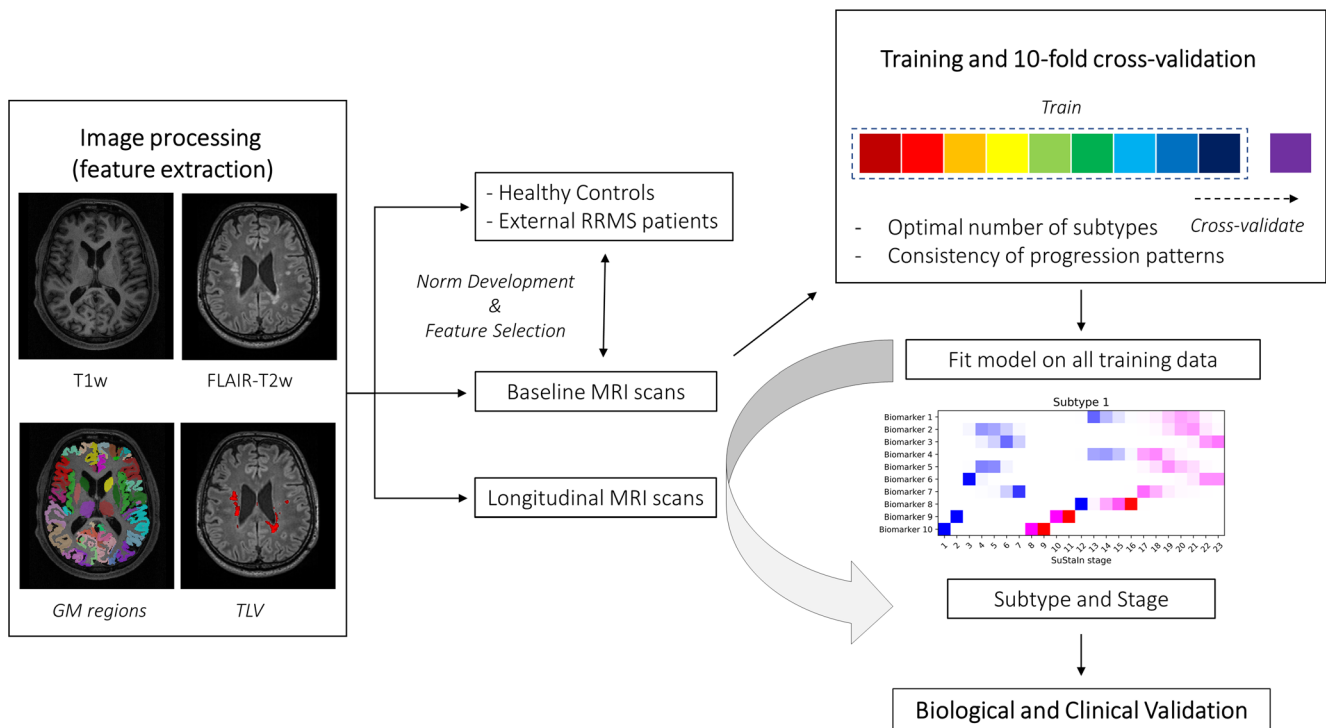 Image processing
(feature extraction)
T1w
FLAIR-T2w
GM regions
TLV
- Healthy Controls
- External RRMS patients
Norm Development
&
Feature Selection
Baseline MRI scans
Longitudinal MRI scans
Training and 10-fold cross-validation
Train
- Optimal number of subtypes
- Consistency of progression patterns
Cross-validate
Fit model on all training data
Subtype 1
Biomarker 1
Biomarker 2
Biomarker 3
Biomarker 4
Biomarker 5
Biomarker 6
Biomarker 7
Biomarker 8
Biomarker 9
Biomarker 10
1 2 3 4 5 6 7 8 9 10 11 12 13 14 15 16 17 18 19 20 21 22 23
SuStaIn stage
Subtype and Stage
Biological and Clinical Validation